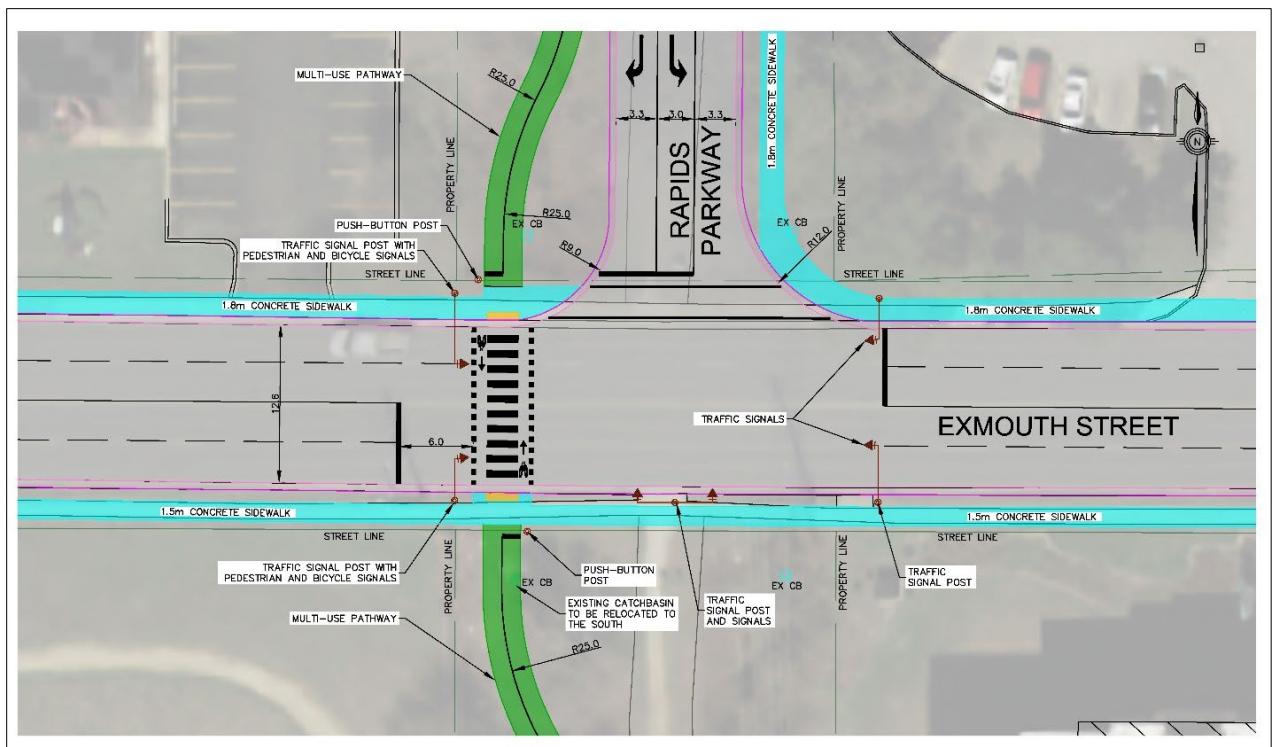 MULTI-USE PATHWAY
R25.0
PROPERTY LINE
3.3
3.0
3.3
RAPIDS
PARKWAY
1.8m CONCRETE SIDEWALK
PROPERTY LINE
N
R25.0
EX CB
PUSH-BUTTON POST
TRAFFIC SIGNAL POST WITH
PEDESTRIAN AND BICYCLE SIGNALS
STREET LINE
R9.0
EX CB
R12.0
STREET LINE
1.8m CONCRETE SIDEWALK
1.8m CONCRETE SIDEWALK
12.6
6.0
TRAFFIC SIGNALS
EXMOUTH STREET
1.5m CONCRETE SIDEWALK
1.5m CONCRETE SIDEWALK
STREET LINE
STREET LINE
TRAFFIC SIGNAL POST WITH
PEDESTRIAN AND BICYCLE SIGNALS
PROPERTY LINE
PUSH-BUTTON
POST
EX CB
EXISTING CATCHBASIN
TO BE RELOCATED TO
THE SOUTH
TRAFFIC
SIGNAL POST
AND SIGNALS
EX CB
PROPERTY LINE
TRAFFIC
SIGNAL POST
MULTI-USE PATHWAY
R25.0